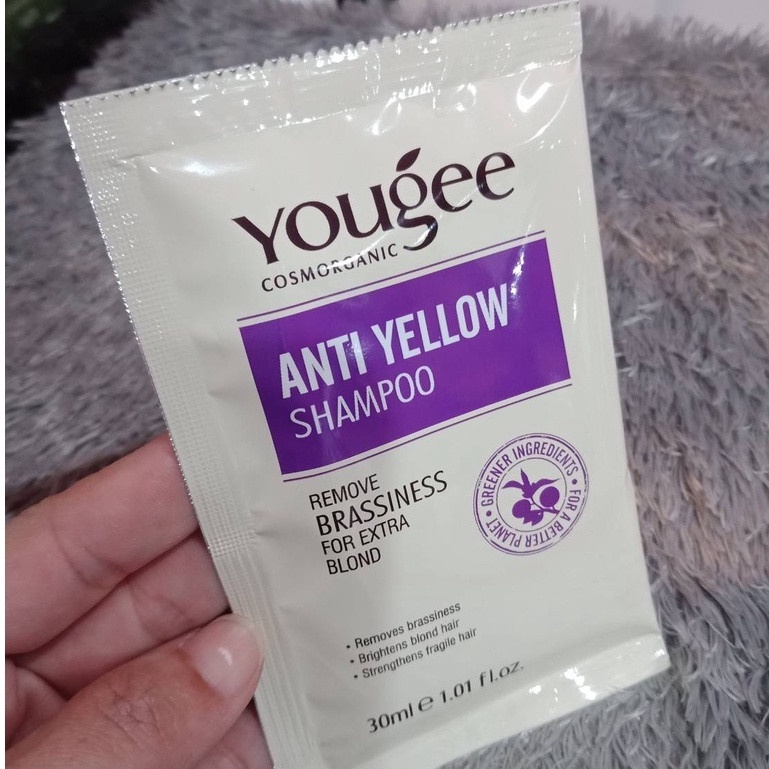 yougee
COSMORGANIC
ANTI YELLOW
SHAMPOO
REMOVE
BRASSINESS
FOR EXTRA
BLOND
GREENER INGREDIENTS • FOR A BETTER PLANET •
• Removes brassiness
• Brightens blond hair
• Strengthens fragile hair
30ml e 1.01 fl.oz.